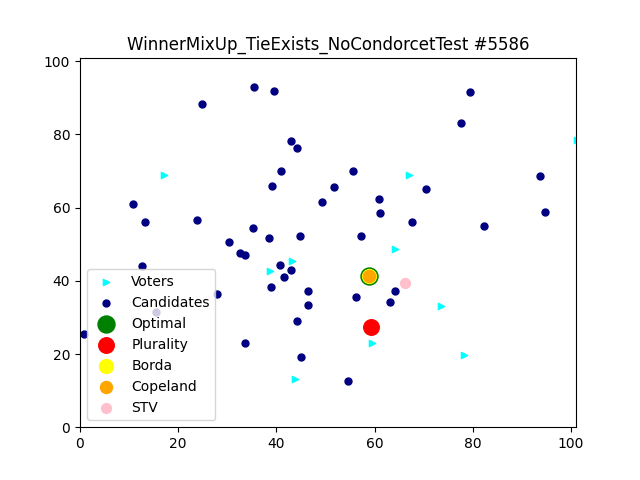 WinnerMixUp_TieExists_NoCondorcetTest #5586
100
80
60
40
20
0
Voters
Candidates
Optimal
Plurality
Borda
Copeland
STV
0 20 40 60 80 100